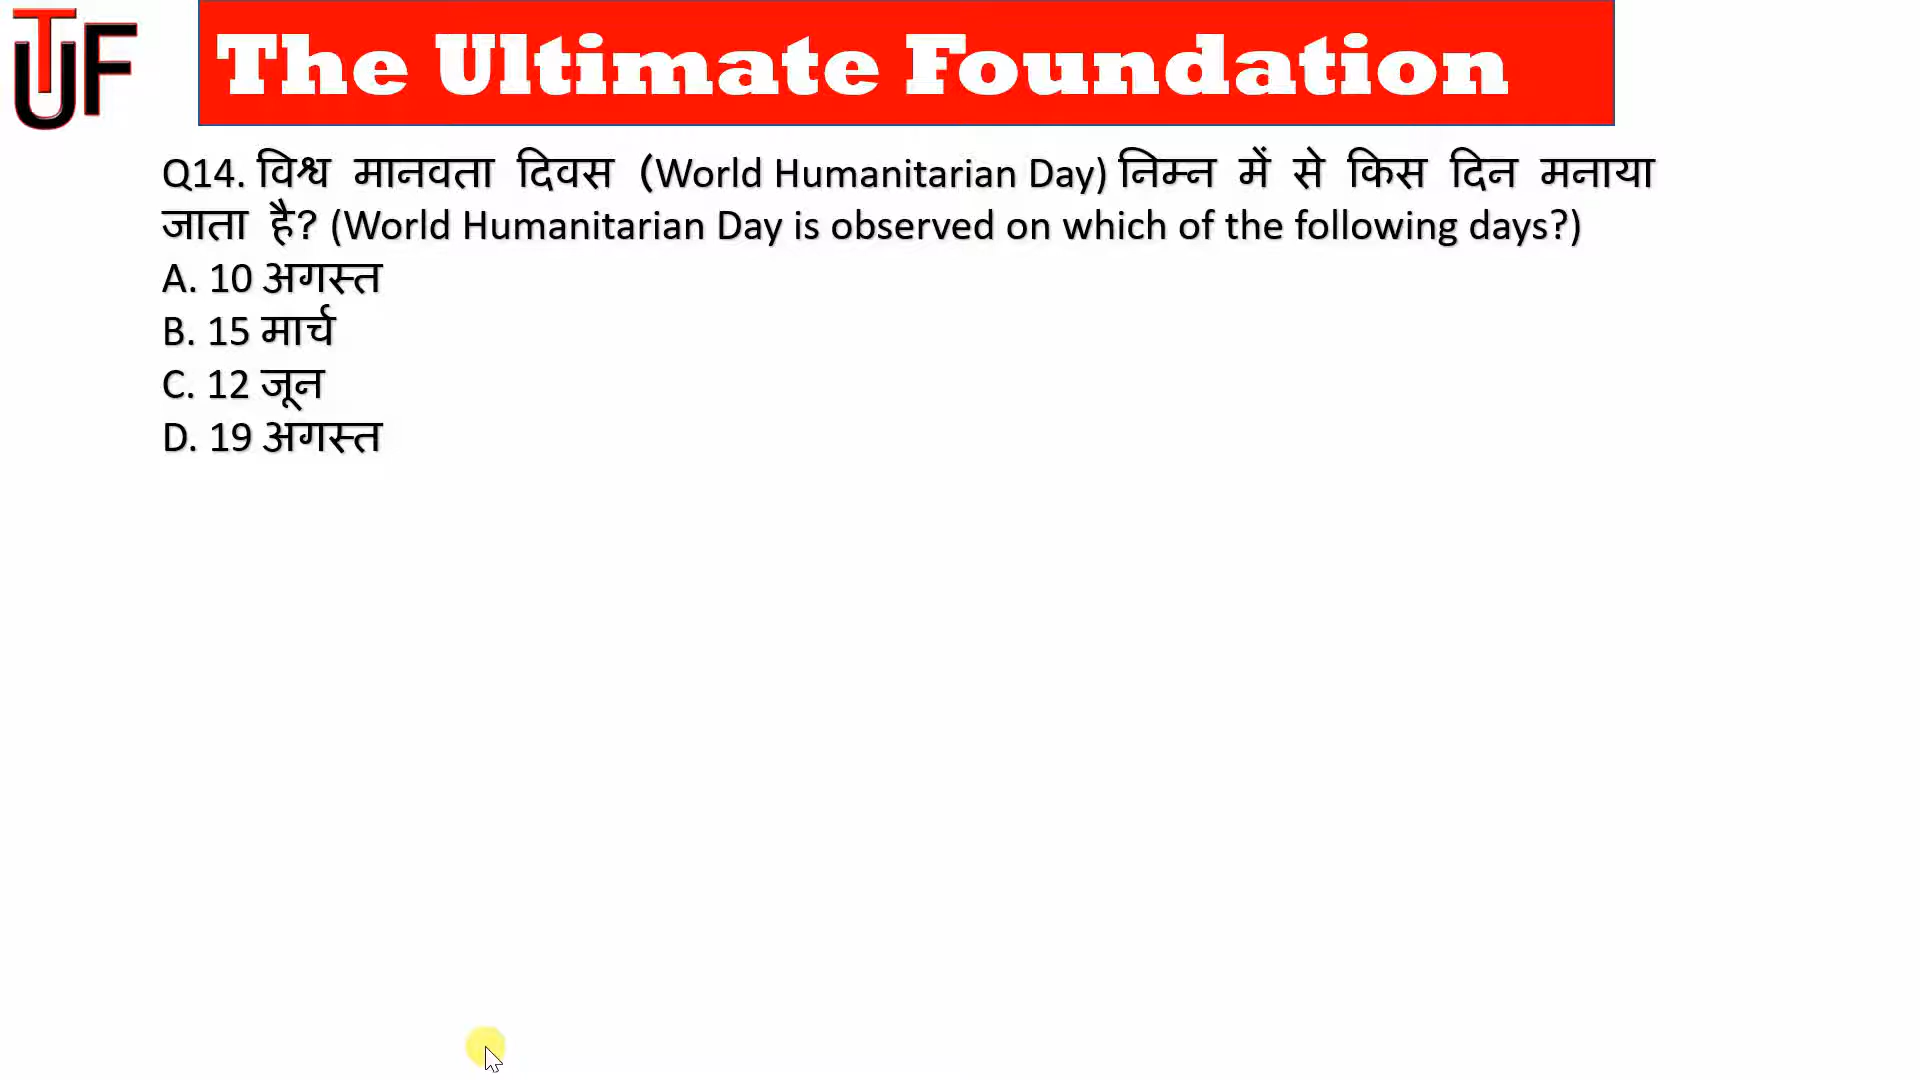 TUF
The Ultimate Foundation
Q14. विश्व मानवता दिवस (World Humanitarian Day) निम्न में से किस दिन मनाया
जाता है? (World Humanitarian Day is observed on which of the following days?)
A. 10 अगस्त
B. 15 मार्च
C. 12 जून
D. 19 अगस्त